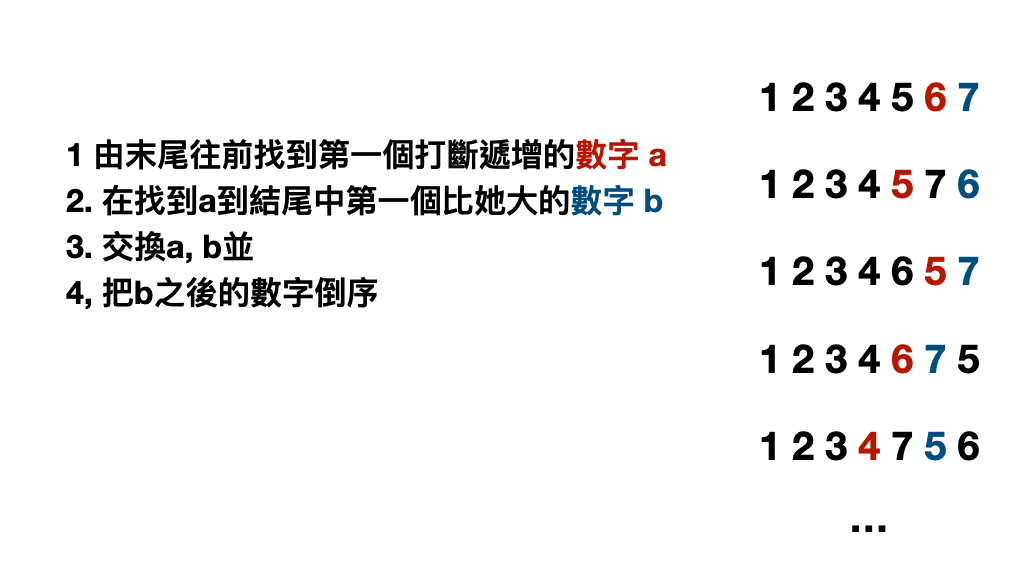 1 由末尾往前找到第一個打斷遞增的數字 a
2. 在找到a到結尾中第一個比她大的數字 b
3. 交換a, b並
4, 把b之後的數字倒序
1 2 3 4 5 6 7
1 2 3 4 5 7 6
1 2 3 4 6 5 7
1 2 3 4 6 7 5
1 2 3 4 7 5 6
...